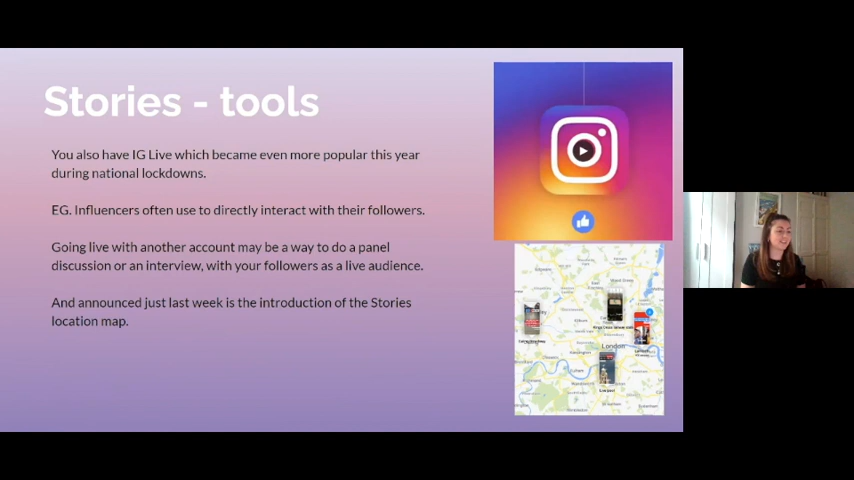 Stories - tools
You also have IG Live which became even more popular this year
during national lockdowns.
EG. Influencers often use to directly interact with their followers.
Going live with another account may be a way to do a panel
discussion or an interview, with your followers as a live audience.
And announced just last week is the introduction of the Stories
location map.
London